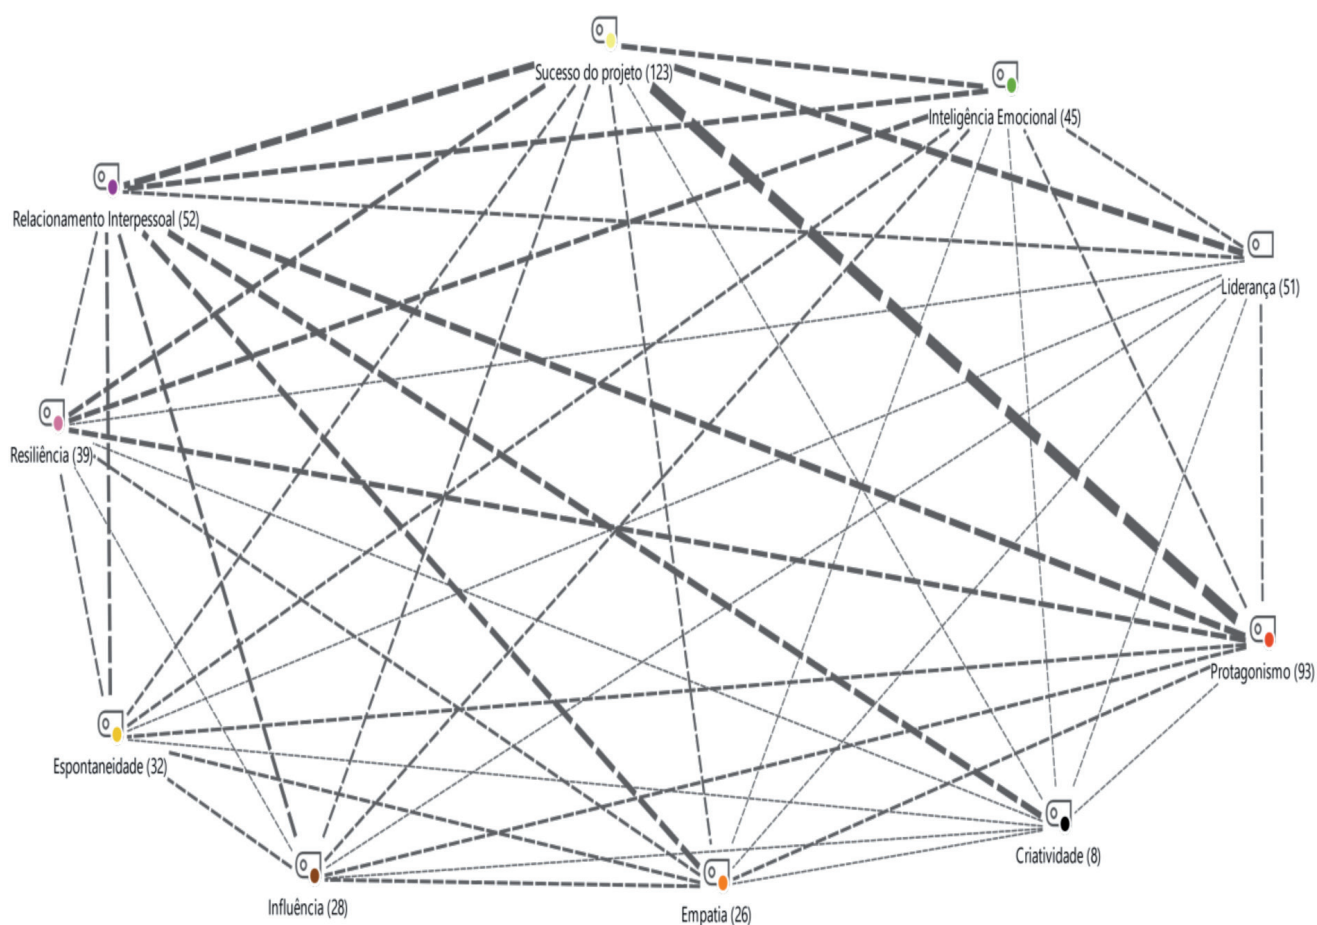 Sucesso do projeto (123)
Inteligência Emocional (45)
Relacionamento Interpessoal (52)
Liderança (51)
Resiliência (39)
Protagonismo (93)
Espontaneidade (32)
Criatividade (8)
Influência (28)
Empatia (26)